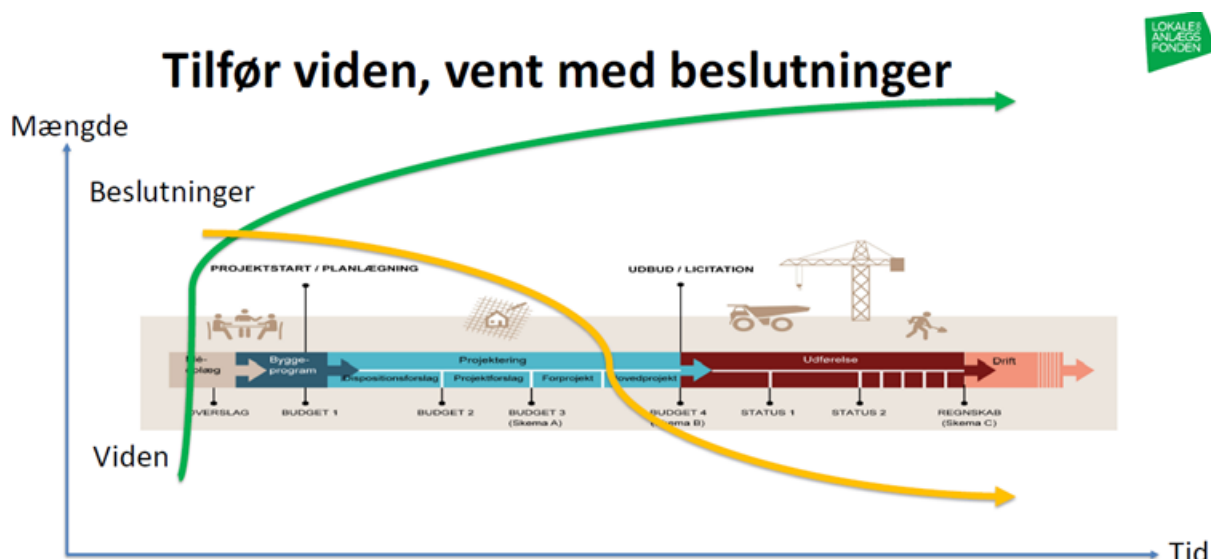 LOKALE OG
ANLÆGS
FONDEN
Tilfør viden, vent med beslutninger
Mængde
Beslutninger
PROJEKTSTART / PLANLÆGNING
UDBUD / LICITATION
Projektering
Udførelse
Drift
Bygge-
program
Dispositionsforslag
Projektforslag
Forprojekt
BUDGET 1
BUDGET 2
BUDGET 3
(Skema A)
BUDGET 4
STATUS 1
STATUS 2
REGNSKAB
(Skema C)
Viden
Tid